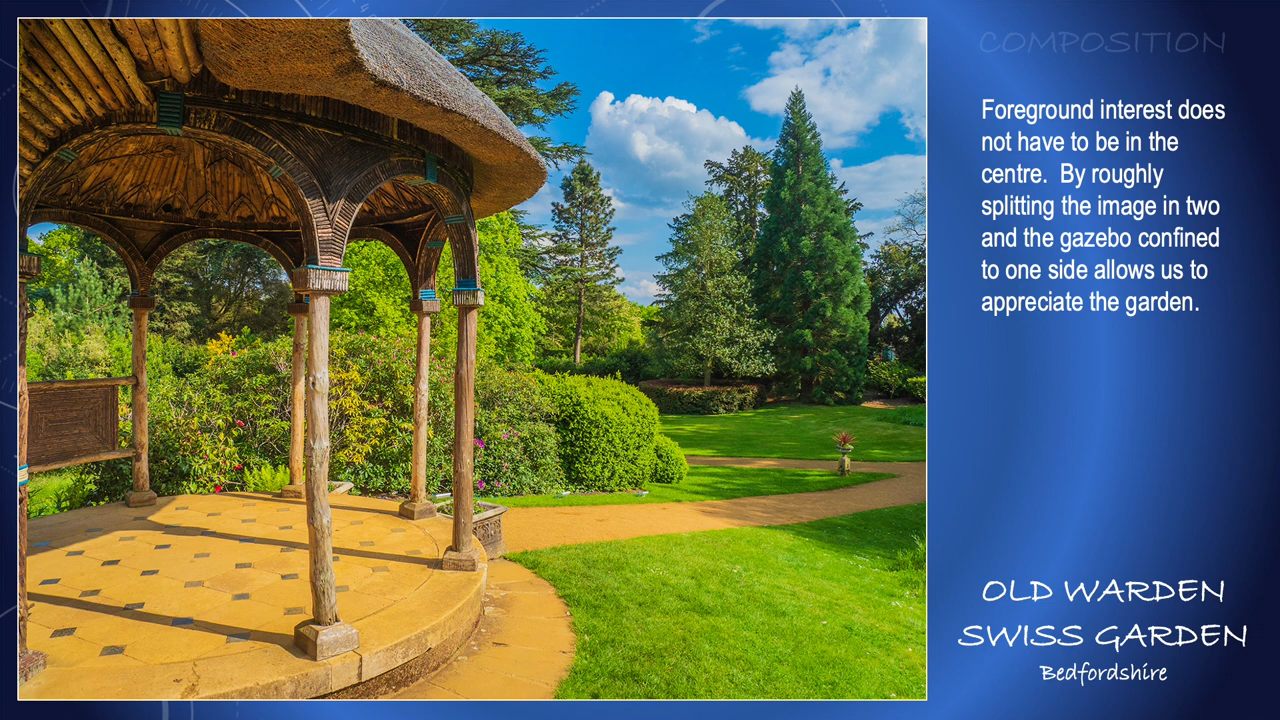 COMPOSITION
Foreground interest does
not have to be in the
centre.  By roughly
splitting the image in two
and the gazebo confined
to one side allows us to
appreciate the garden.
OLD WARDEN
SWISS GARDEN
Bedfordshire